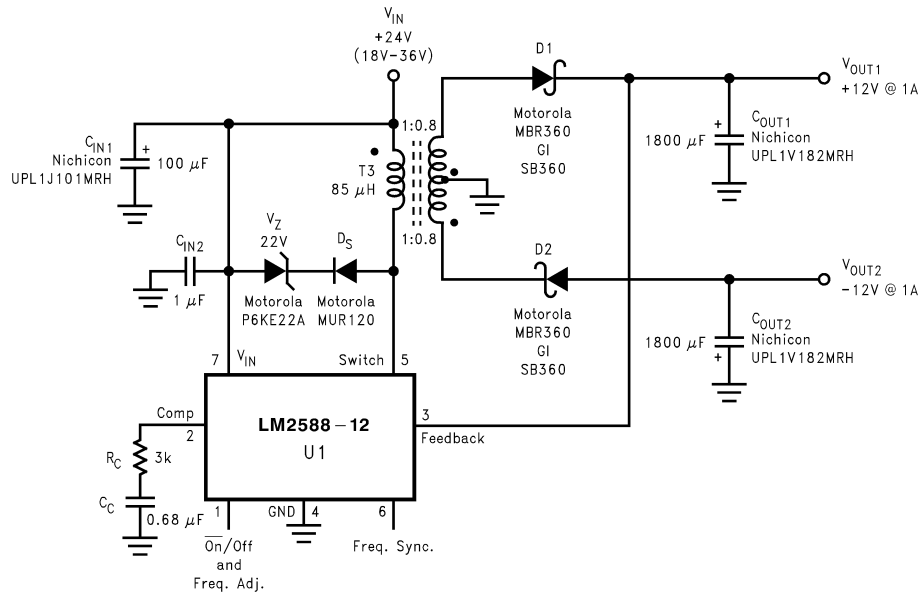 V_IN
+24V
(18V-36V)
D1
V_OUT1
+12V @ 1A
C_IN1
Nichicon
UPL1J101MRH
+
100 μF
1:0.8
T3
85 μH
1:0.8
Motorola
MBR360
GI
SB360
1800 μF
+
C_OUT1
Nichicon
UPL1V182MRH
C_IN2
1 μF
V_Z
22V
D_S
Motorola
P6KE22A
Motorola
MUR120
D2
V_OUT2
-12V @ 1A
Motorola
MBR360
GI
SB360
1800 μF
+
C_OUT2
Nichicon
UPL1V182MRH
7
V_IN
Switch
5
Comp
2
LM2588-12
U1
3
Feedback
R_C
3k
C_C
0.68 μF
1
GND
4
6
On/Off
and
Freq. Adj.
Freq. Sync.